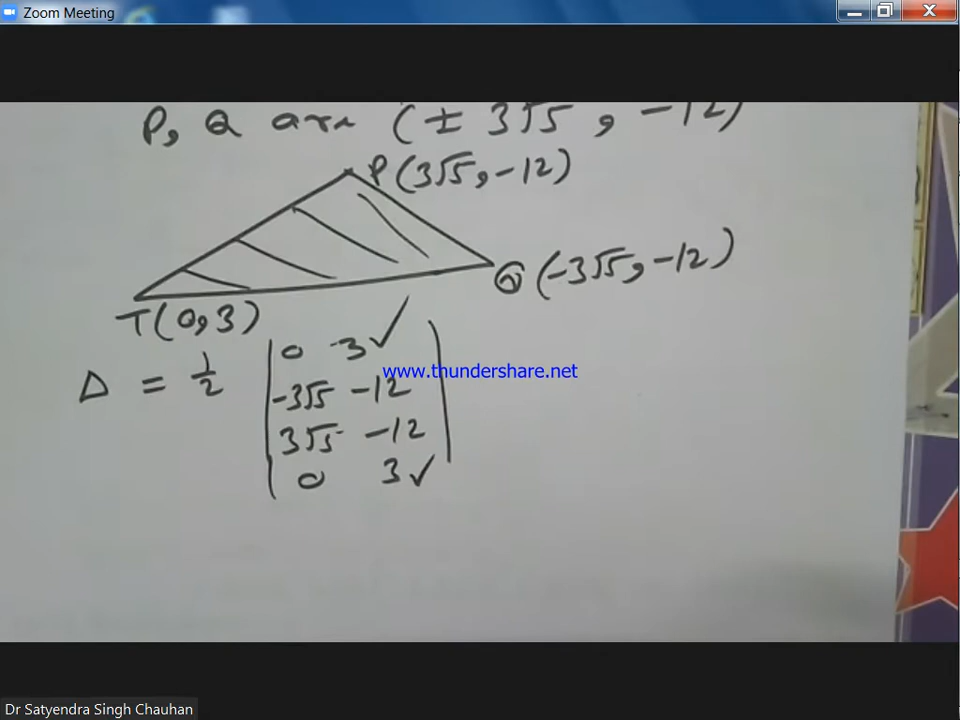 Zoom Meeting
P, Q are (± 3√5, -12)
P(3√5, -12)
Q(-3√5, -12)
T(0,3)
Δ = 1/2
0 3✓
-3√5 -12
3√5 -12
0 3✓
www.thundershare.net
Dr Satyendra Singh Chauhan